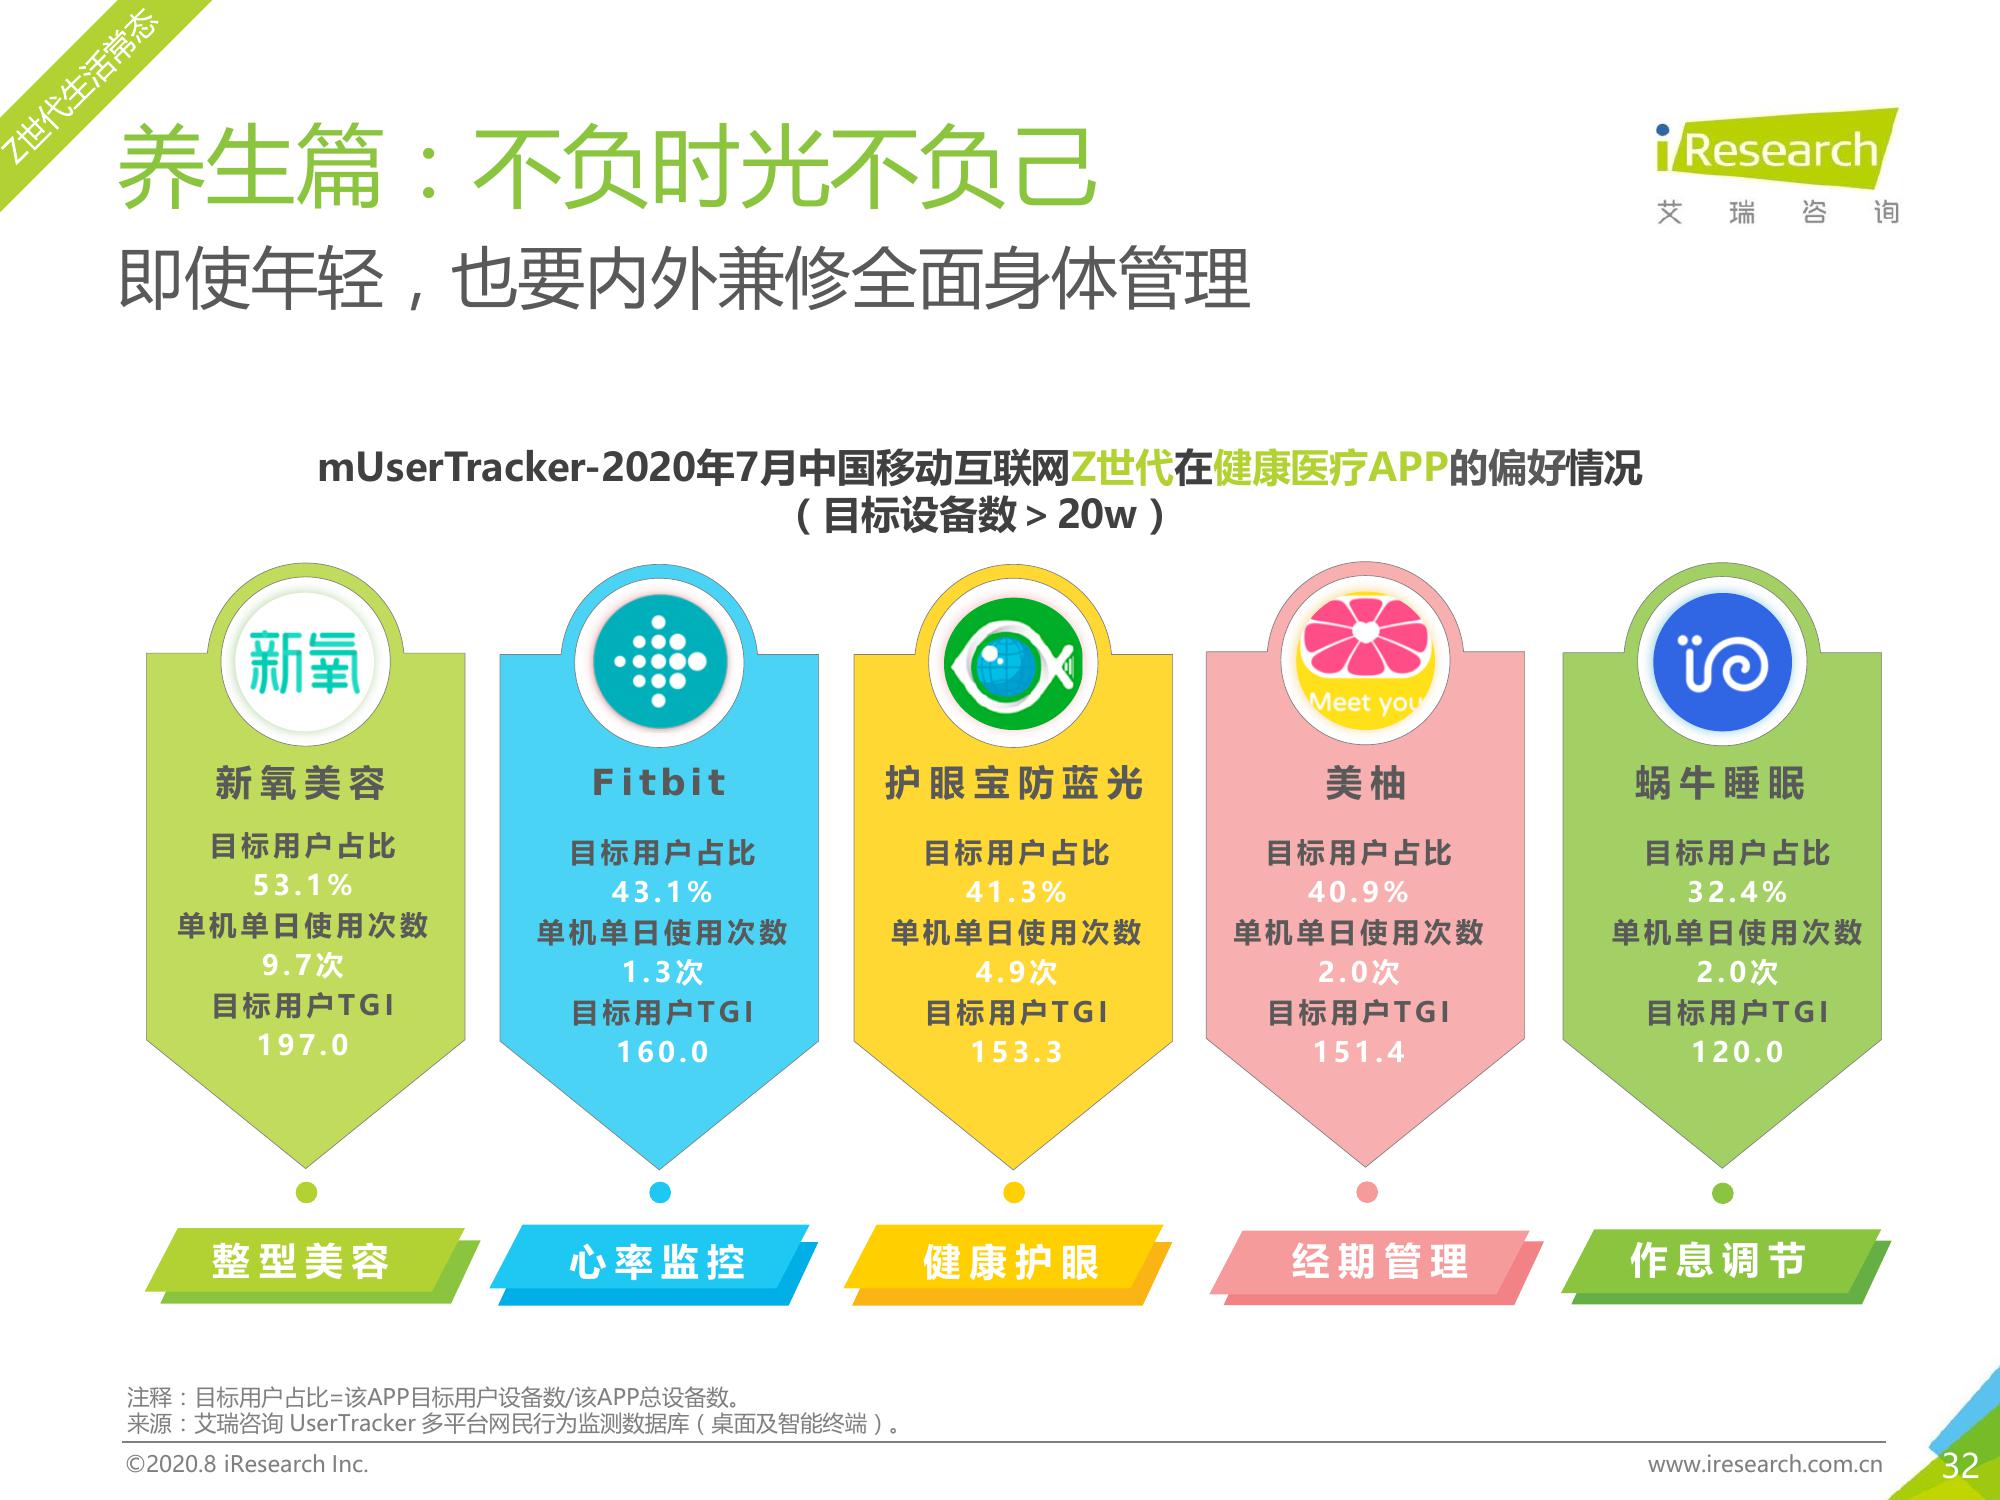 Z世代生活常态
养生篇：不负时光不负己
iResearch
艾瑞咨询
即使年轻，也要内外兼修全面身体管理
mUserTracker-2020年7月中国移动互联网Z世代在健康医疗APP的偏好情况
（目标设备数＞20w）
新氧
新氧美容
目标用户占比
53.1%
单机单日使用次数
9.7次
目标用户TGI
197.0
整型美容
Fitbit
目标用户占比
43.1%
单机单日使用次数
1.3次
目标用户TGI
160.0
心率监控
护眼宝防蓝光
目标用户占比
41.3%
单机单日使用次数
4.9次
目标用户TGI
153.3
健康护眼
Meet you
美柚
目标用户占比
40.9%
单机单日使用次数
2.0次
目标用户TGI
151.4
经期管理
蜗牛睡眠
目标用户占比
32.4%
单机单日使用次数
2.0次
目标用户TGI
120.0
作息调节
注释：目标用户占比=该APP目标用户设备数/该APP总设备数。
来源：艾瑞咨询 UserTracker 多平台网民行为监测数据库（桌面及智能终端）。
©2020.8 iResearch Inc.
www.iresearch.com.cn
32